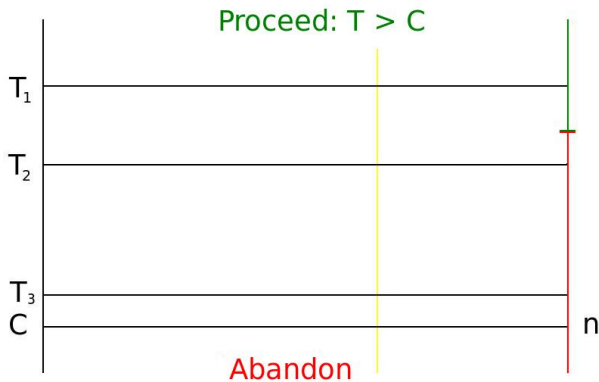 Proceed: T > C
T₁
T₂
T₃
C
n
Abandon